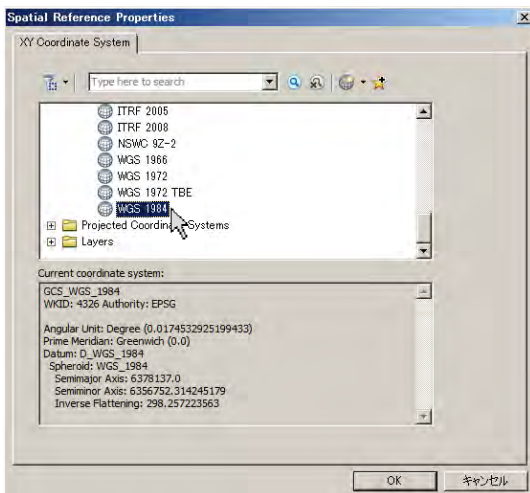 Spatial Reference Properties
XY Coordinate System
Type here to search
ITRF 2005
ITRF 2008
NSWC 9Z-2
WGS 1966
WGS 1972
WGS 1972 TBE
WGS 1984
Projected Coordinate Systems
Layers
Current coordinate system:
GCS_WGS_1984
WKID: 4326 Authority: EPSG
Angular Unit: Degree (0.0174532925199433)
Prime Meridian: Greenwich (0.0)
Datum: D_WGS_1984
Spheroid: WGS_1984
Semimajor Axis: 6378137.0
Semiminor Axis: 6356752.314245179
Inverse Flattening: 298.257223563
OK
キャンセル